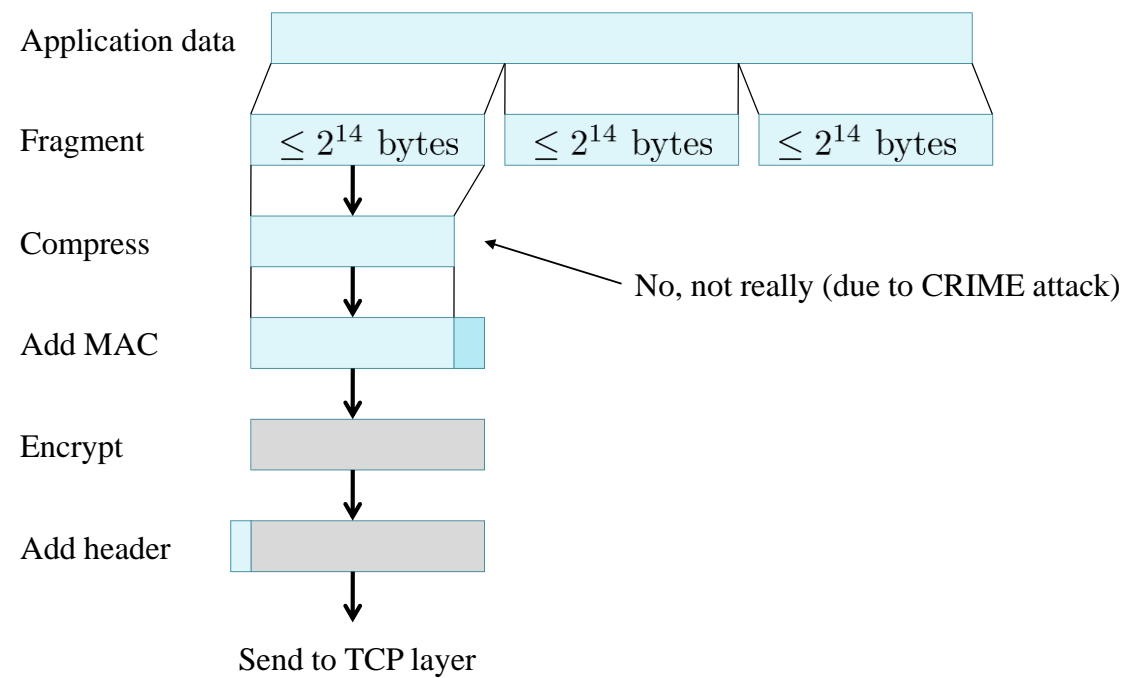 Application data
Fragment
≤ 2^14 bytes
≤ 2^14 bytes
≤ 2^14 bytes
Compress
No, not really (due to CRIME attack)
Add MAC
Encrypt
Add header
Send to TCP layer